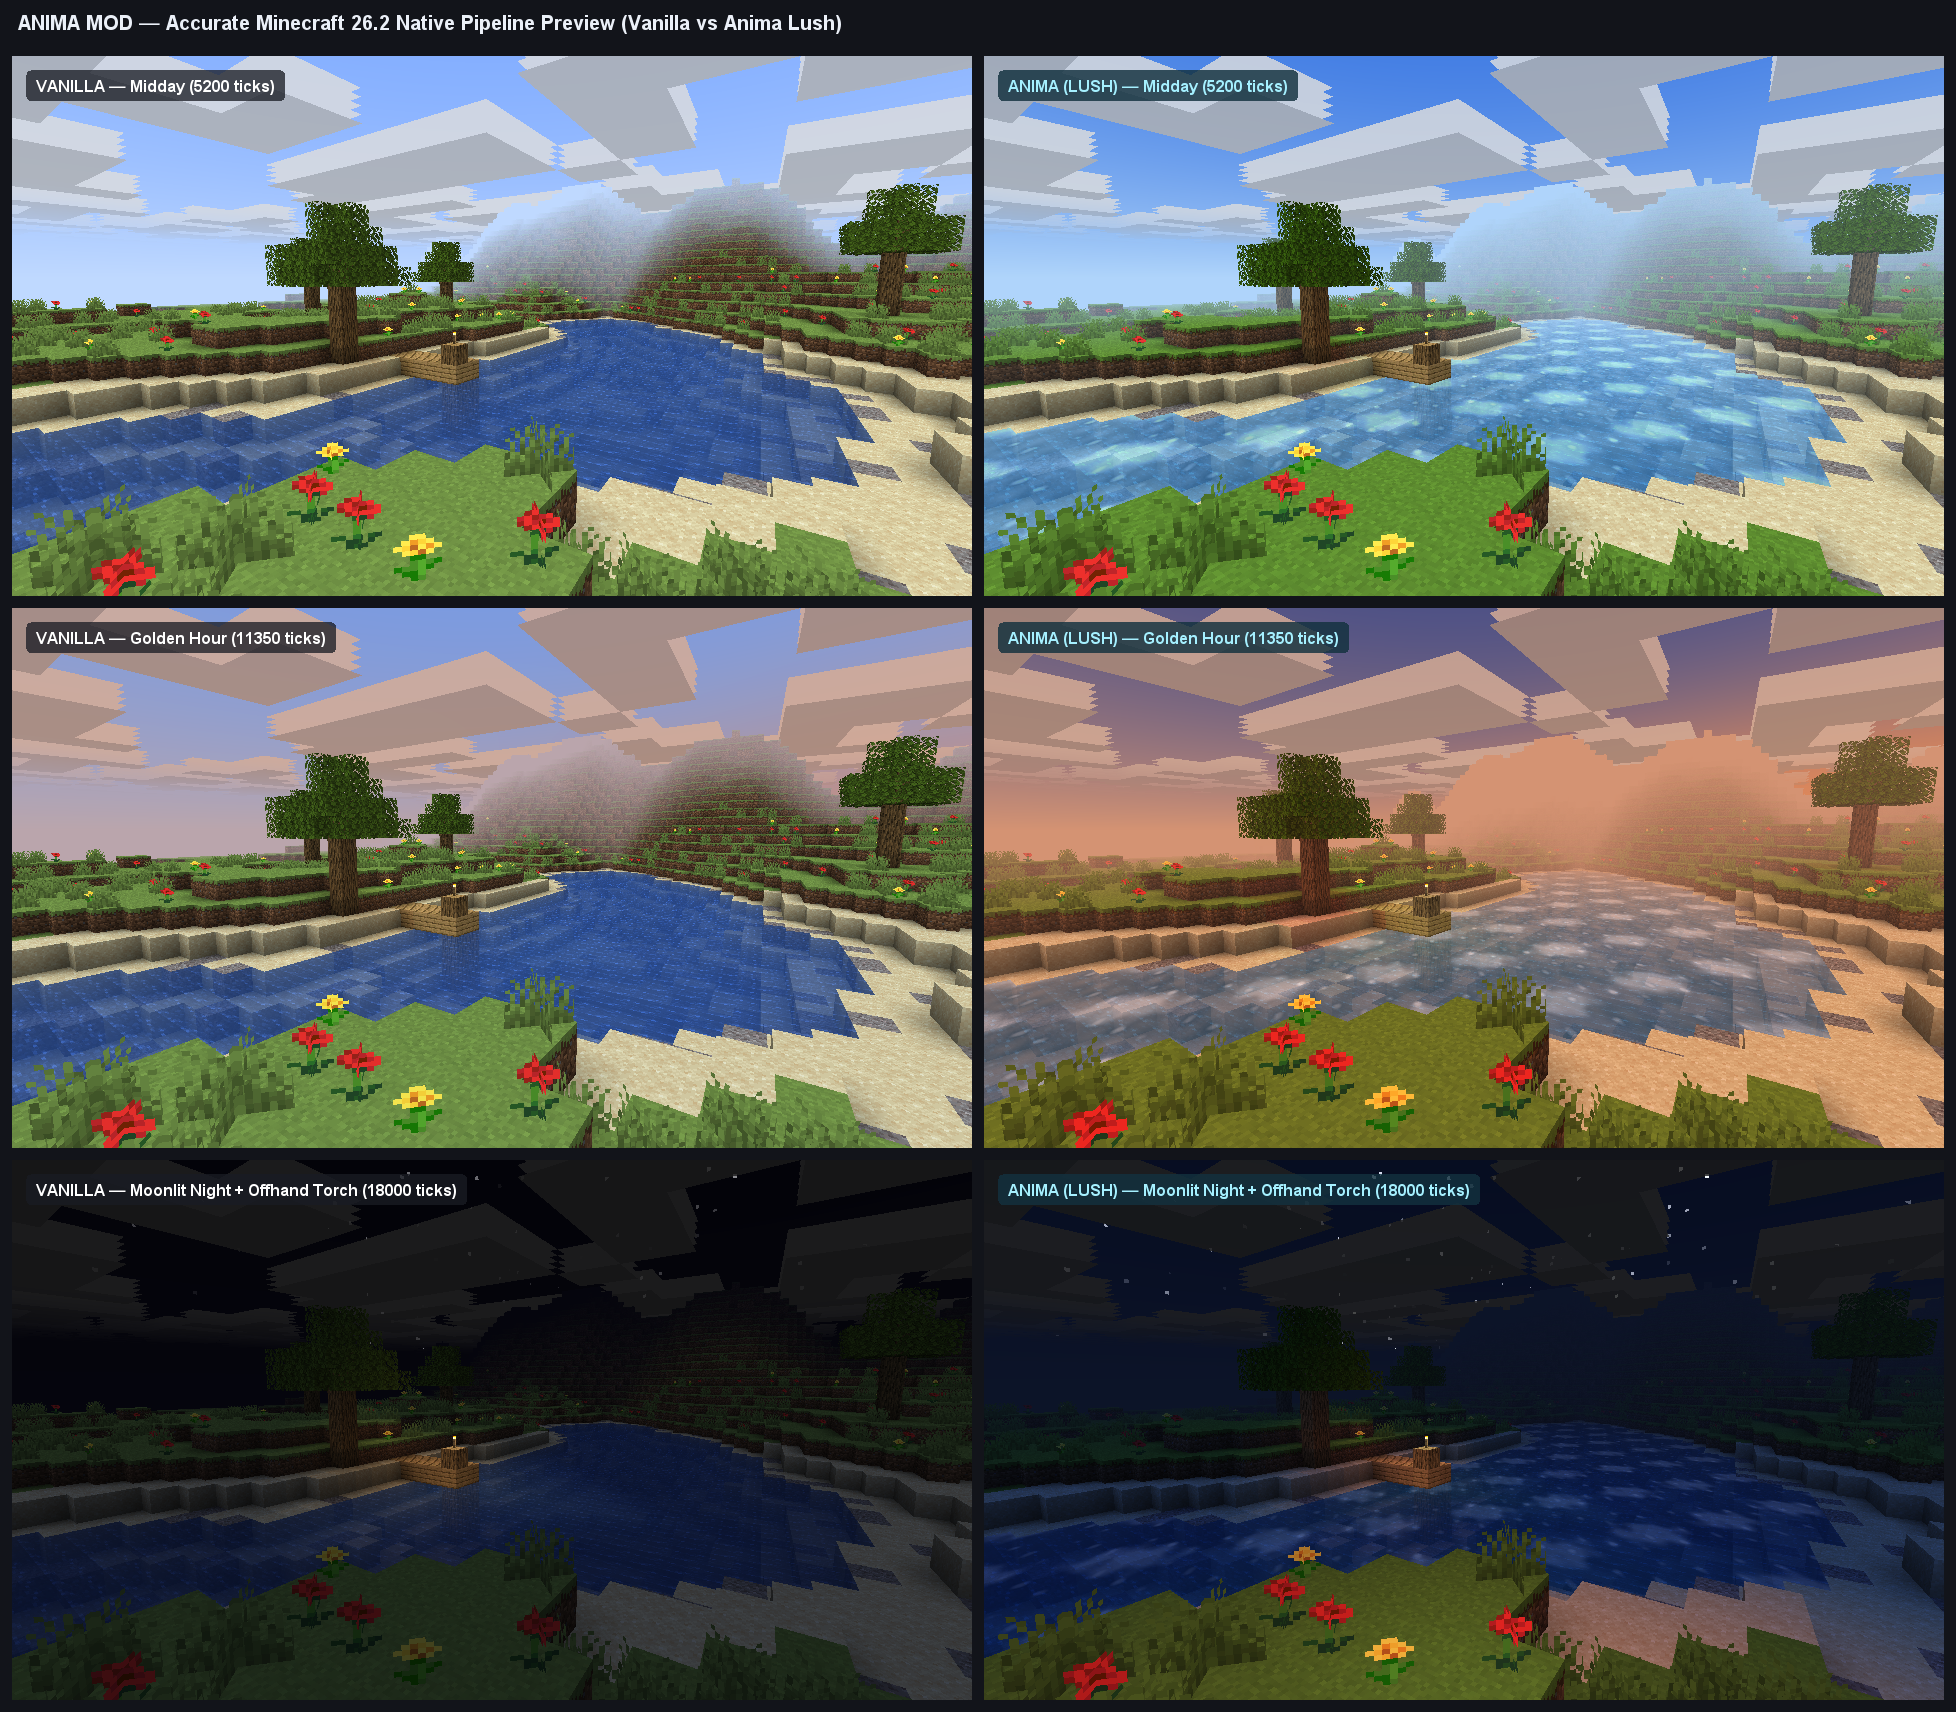 ANIMA MOD — Accurate Minecraft 26.2 Native Pipeline Preview (Vanilla vs Anima Lush)
VANILLA — Midday (5200 ticks)
ANIMA (LUSH) — Midday (5200 ticks)
VANILLA — Golden Hour (11350 ticks)
ANIMA (LUSH) — Golden Hour (11350 ticks)
VANILLA — Moonlit Night + Offhand Torch (18000 ticks)
ANIMA (LUSH) — Moonlit Night + Offhand Torch (18000 ticks)